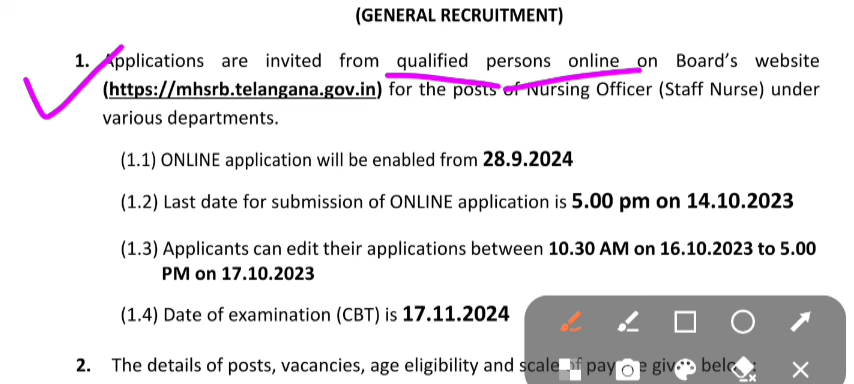 (GENERAL RECRUITMENT)
1. Applications are invited from qualified persons online on Board's website
(https://mhsrb.telangana.gov.in) for the posts of Nursing Officer (Staff Nurse) under
various departments.
(1.1) ONLINE application will be enabled from 28.9.2024
(1.2) Last date for submission of ONLINE application is 5.00 pm on 14.10.2023
(1.3) Applicants can edit their applications between 10.30 AM on 16.10.2023 to 5.00
PM on 17.10.2023
(1.4) Date of examination (CBT) is 17.11.2024
2. The details of posts, vacancies, age eligibility and scale of pay